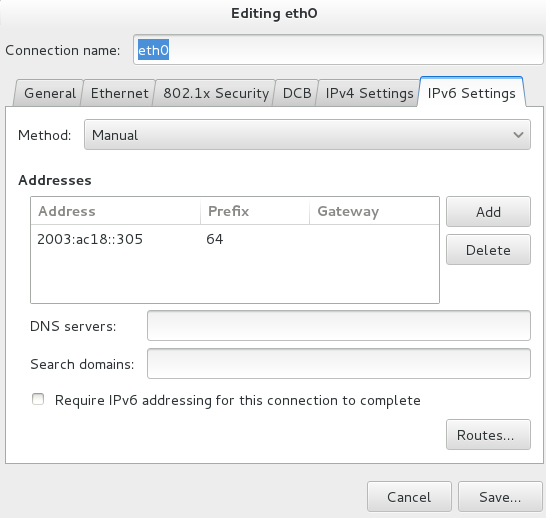 Editing eth0
Connection name: eth0
General Ethernet 802.1x Security DCB IPv4 Settings IPv6 Settings
Method: Manual
Addresses
Address Prefix Gateway
2003:ac18::305 64
Add
Delete
DNS servers:
Search domains:
Require IPv6 addressing for this connection to complete
Routes...
Cancel Save...